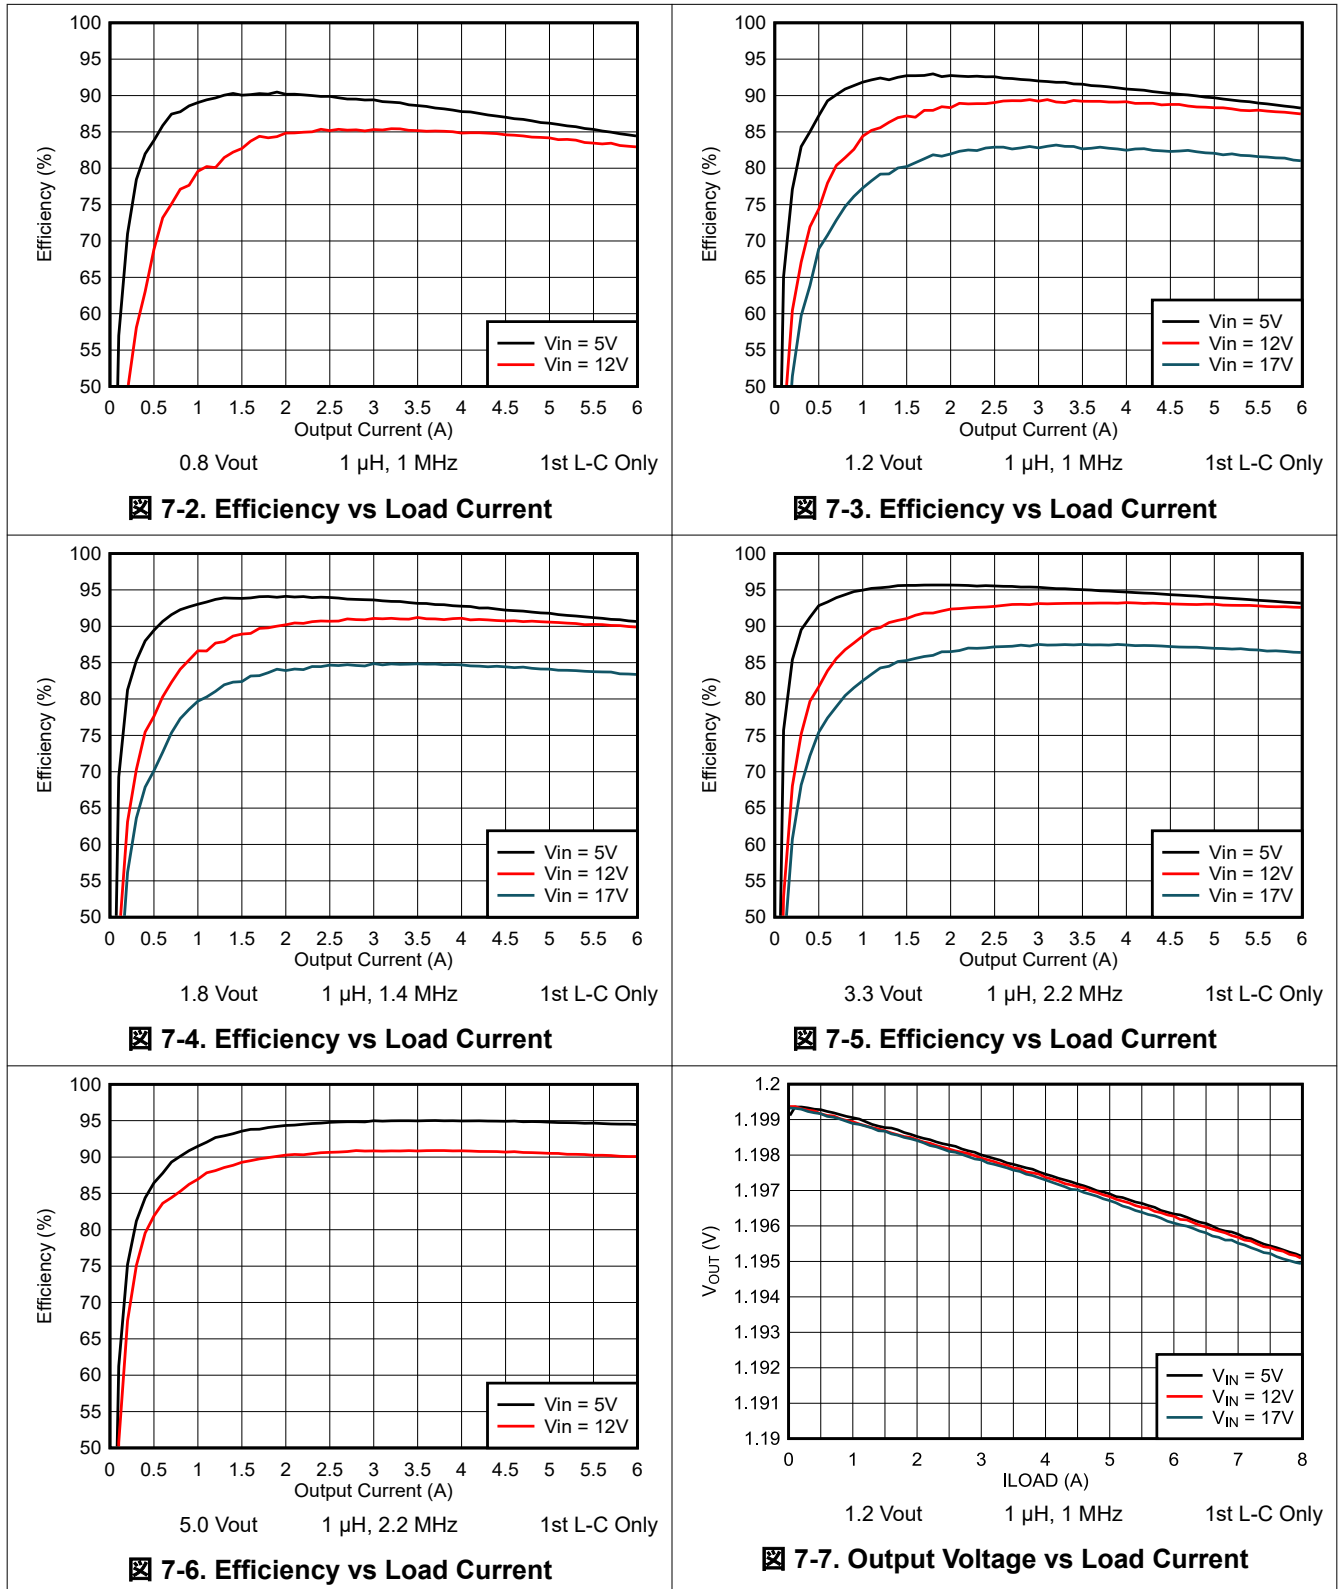 100
95
90
85
80
75
70
65
60
55
50
Efficiency (%)
Vin = 5V
Vin = 12V
0 0.5 1 1.5 2 2.5 3 3.5 4 4.5 5 5.5 6
Output Current (A)
0.8 Vout 1 µH, 1 MHz 1st L-C Only
図 7-2. Efficiency vs Load Current
100
95
90
85
80
75
70
65
60
55
50
Efficiency (%)
Vin = 5V
Vin = 12V
Vin = 17V
0 0.5 1 1.5 2 2.5 3 3.5 4 4.5 5 5.5 6
Output Current (A)
1.2 Vout 1 µH, 1 MHz 1st L-C Only
図 7-3. Efficiency vs Load Current
100
95
90
85
80
75
70
65
60
55
50
Efficiency (%)
Vin = 5V
Vin = 12V
Vin = 17V
0 0.5 1 1.5 2 2.5 3 3.5 4 4.5 5 5.5 6
Output Current (A)
1.8 Vout 1 µH, 1.4 MHz 1st L-C Only
図 7-4. Efficiency vs Load Current
100
95
90
85
80
75
70
65
60
55
50
Efficiency (%)
Vin = 5V
Vin = 12V
Vin = 17V
0 0.5 1 1.5 2 2.5 3 3.5 4 4.5 5 5.5 6
Output Current (A)
3.3 Vout 1 µH, 2.2 MHz 1st L-C Only
図 7-5. Efficiency vs Load Current
100
95
90
85
80
75
70
65
60
55
50
Efficiency (%)
Vin = 5V
Vin = 12V
0 0.5 1 1.5 2 2.5 3 3.5 4 4.5 5 5.5 6
Output Current (A)
5.0 Vout 1 µH, 2.2 MHz 1st L-C Only
図 7-6. Efficiency vs Load Current
1.2
1.199
1.198
1.197
1.196
1.195
1.194
1.193
1.192
1.191
1.19
VOUT (V)
VIN = 5V
VIN = 12V
VIN = 17V
0 1 2 3 4 5 6 7 8
ILOAD (A)
1.2 Vout 1 µH, 1 MHz 1st L-C Only
図 7-7. Output Voltage vs Load Current